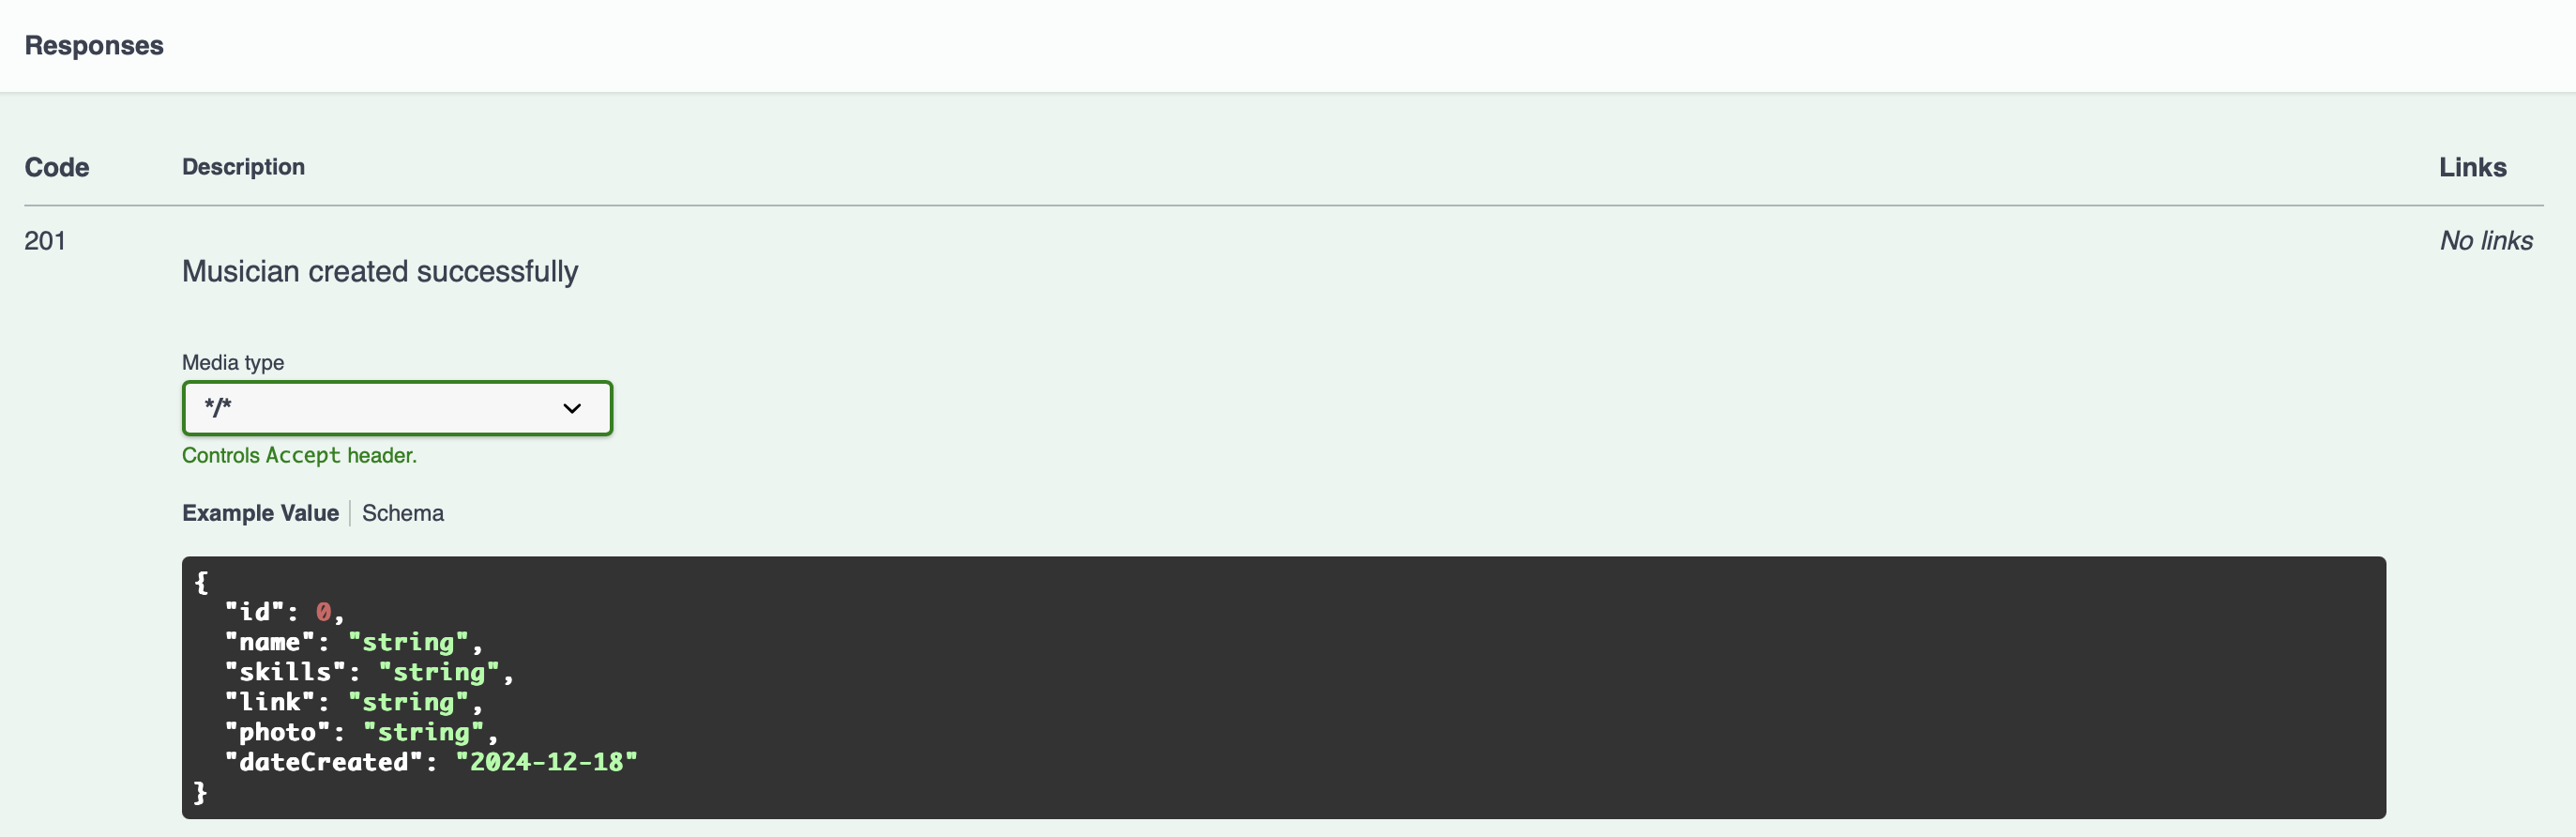 Responses
Code Description Links
201 Musician created successfully No links
Media type
*/*
Controls Accept header.
Example Value Schema
{
  "id": 0,
  "name": "string",
  "skills": "string",
  "link": "string",
  "photo": "string",
  "dateCreated": "2024-12-18"
}